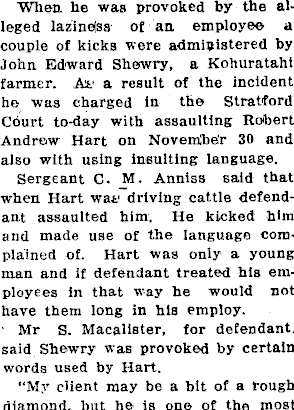 When he was provoked by the al-
leged laziness of an employee a
couple of kicks were administered by
John Edward Shewry, a Kohuratahi
farmer. As a result of the incident
he was charged in the Stratford
Court to-day with assaulting Robert
Andrew Hart on November 30 and
also with using insulting language.
Sergeant C. M. Anniss said that
when Hart was driving cattle defend-
ant assaulted him. He kicked him
and made use of the language com-
plained of. Hart was only a young
man and if defendant treated his em-
ployees in that way he would not
have them long in his employ.
Mr S. Macalister, for defendant,
said Shewry was provoked by certain
words used by Hart.
"My client may be a bit of a rough
diamond, but he is one of the most